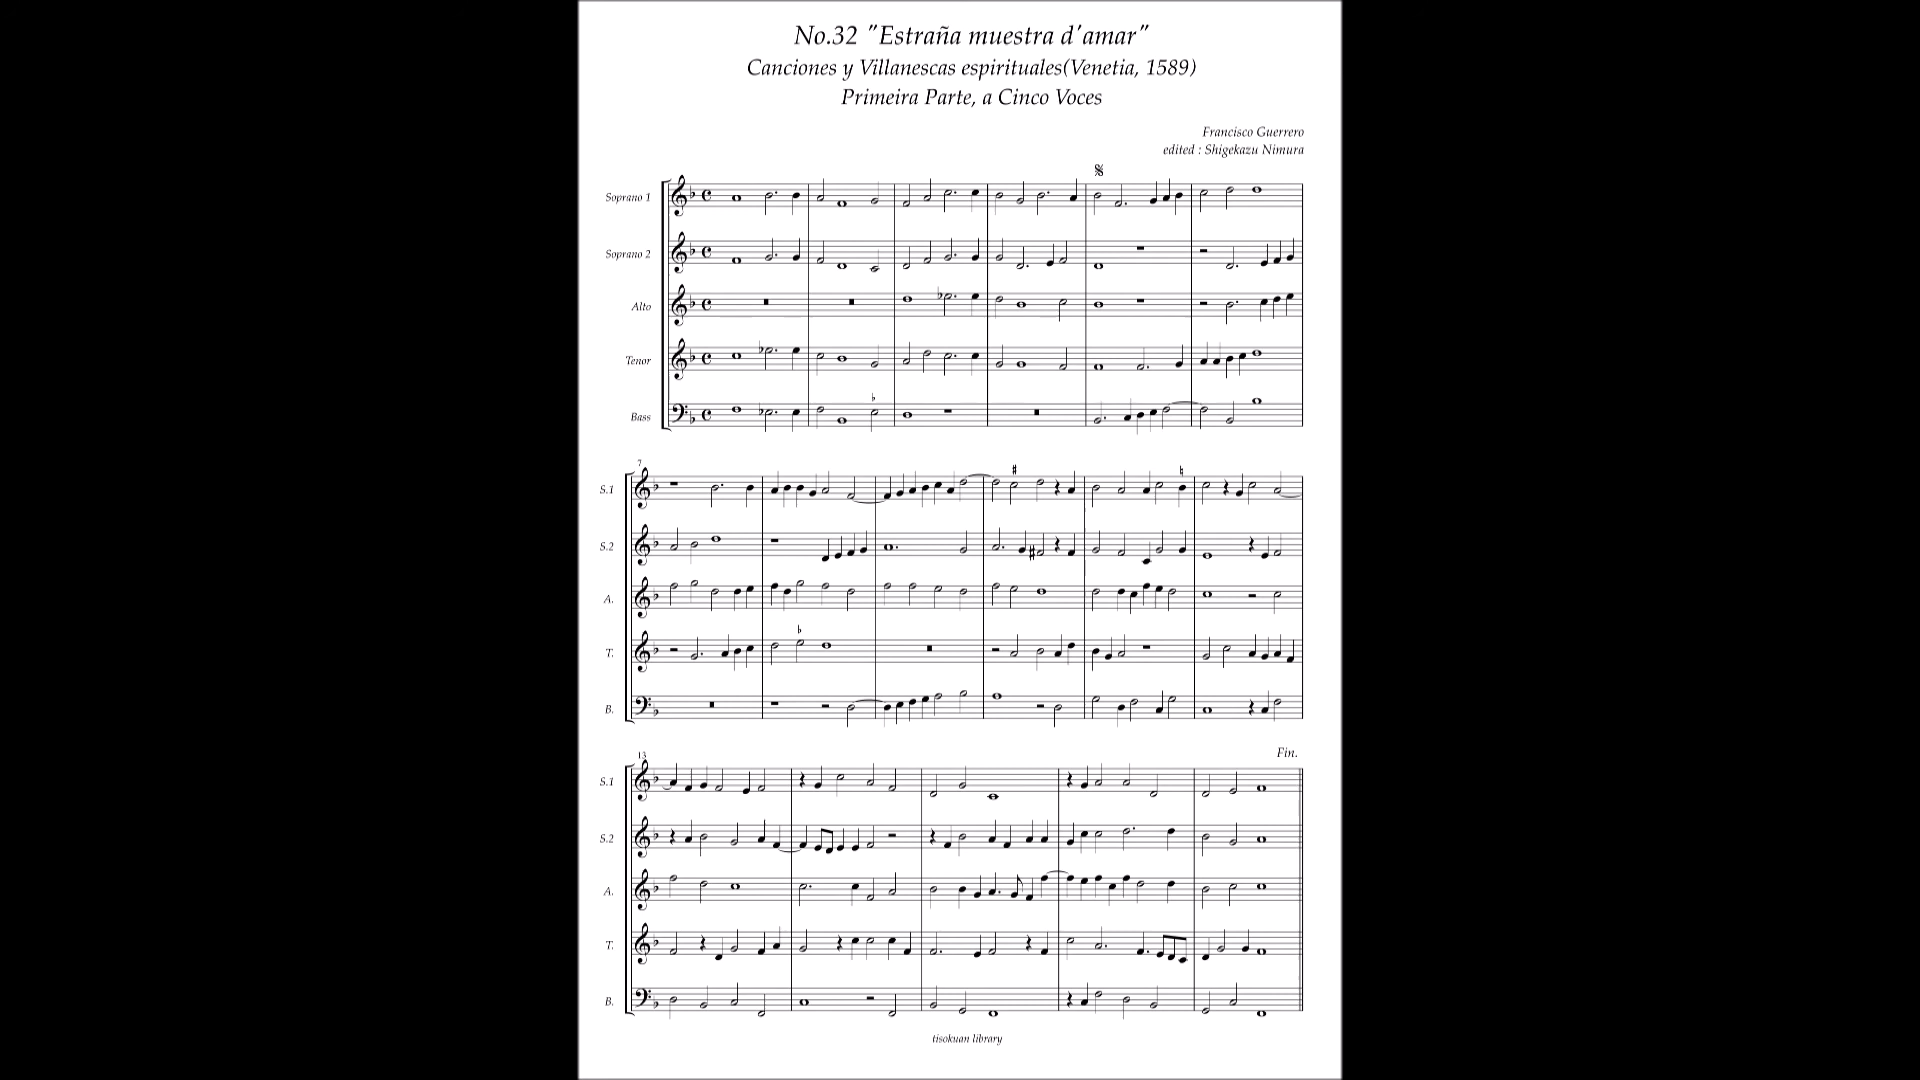 No.32 "Estraña muestra d'amar"
Canciones y Villanescas espirituales(Venetia, 1589)
Primeira Parte, a Cinco Voces
Francisco Guerrero
edited : Shigekazu Nimura
Soprano 1
Soprano 2
Alto
Tenor
Bass
7
S.1
S.2
A.
T.
B.
13
Fin.
S.1
S.2
A.
T.
B.
tisokuan library